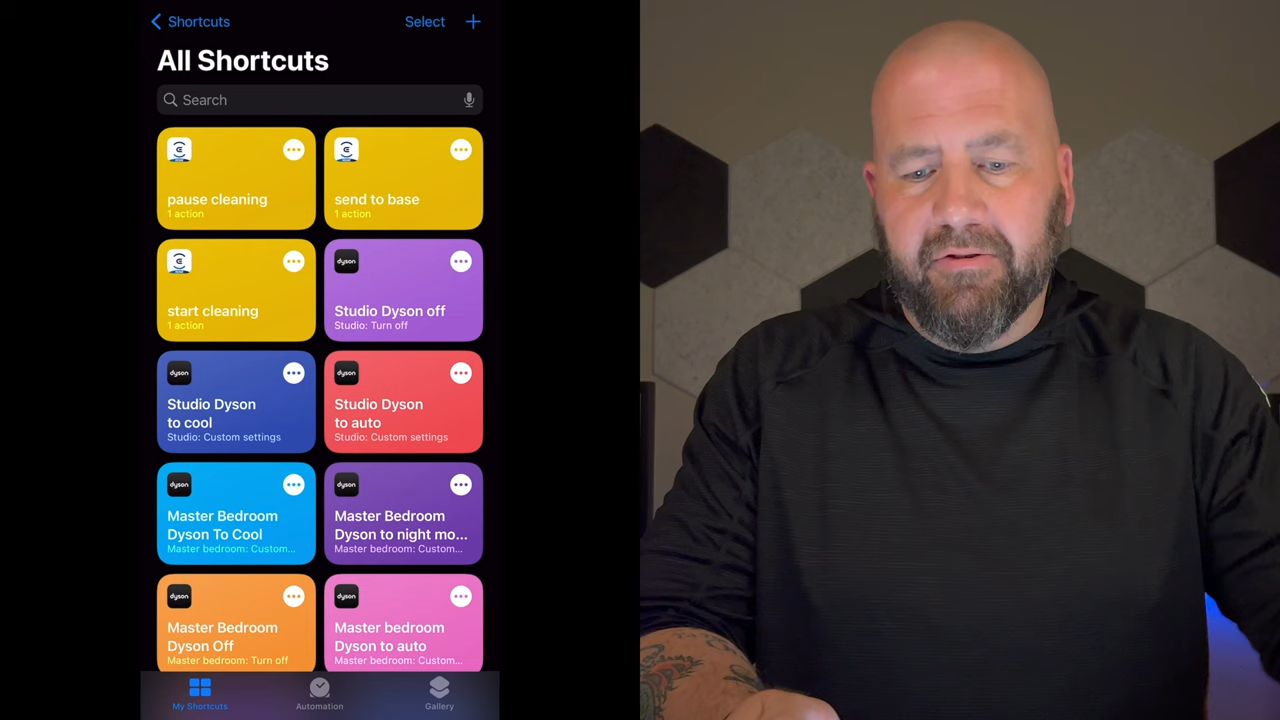 Shortcuts
Select
All Shortcuts
Search
pause cleaning
1 action
send to base
1 action
start cleaning
1 action
dyson
Studio Dyson off
Studio: Turn off
dyson
Studio Dyson
to cool
Studio: Custom settings
dyson
Studio Dyson
to auto
Studio: Custom settings
dyson
Master Bedroom
Dyson To Cool
Master bedroom: Custom...
dyson
Master Bedroom
Dyson to night mo...
Master bedroom: Custom...
dyson
Master Bedroom
Dyson Off
Master bedroom: Turn off
dyson
Master bedroom
Dyson to auto
Master bedroom: Custom...
My Shortcuts
Automation
Gallery